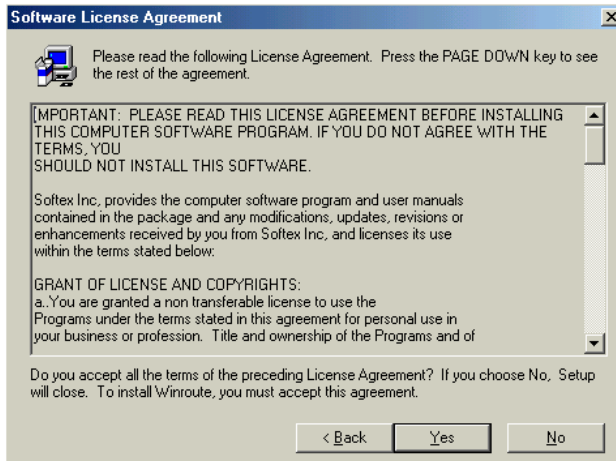 Software License Agreement
Please read the following License Agreement. Press the PAGE DOWN key to see
the rest of the agreement.
[MPORTANT: PLEASE READ THIS LICENSE AGREEMENT BEFORE INSTALLING
THIS COMPUTER SOFTWARE PROGRAM. IF YOU DO NOT AGREE WITH THE
TERMS, YOU
SHOULD NOT INSTALL THIS SOFTWARE.
Softex Inc, provides the computer software program and user manuals
contained in the package and any modifications, updates, revisions or
enhancements received by you from Softex Inc, and licenses its use
within the terms stated below:
GRANT OF LICENSE AND COPYRIGHTS:
a..You are granted a non transferable license to use the
Programs under the terms stated in this agreement for personal use in
your business or profession. Title and ownership of the Programs and of
Do you accept all the terms of the preceding License Agreement? If you choose No, Setup
will close. To install Winroute, you must accept this agreement.
< Back Yes No